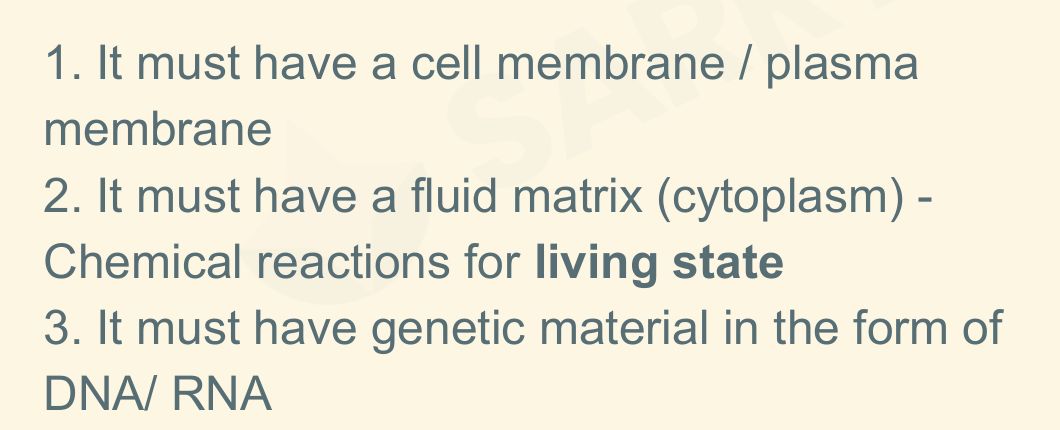 1. It must have a cell membrane / plasma
membrane
2. It must have a fluid matrix (cytoplasm) -
Chemical reactions for living state
3. It must have genetic material in the form of
DNA/ RNA